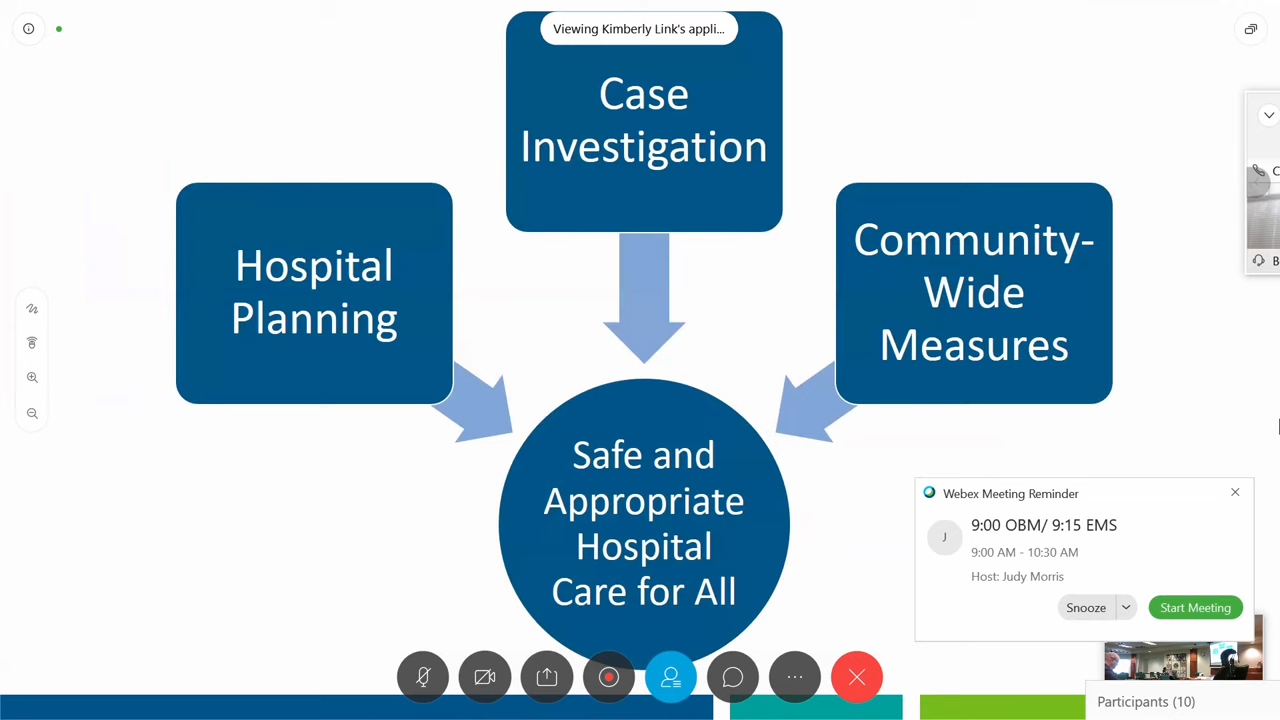 Viewing Kimberly Link's appli...
Case
Investigation
Hospital
Planning
Community-
Wide
Measures
Safe and
Appropriate
Hospital
Care for All
C
B
Webex Meeting Reminder
J
9:00 OBM/ 9:15 EMS
9:00 AM - 10:30 AM
Host: Judy Morris
Snooze
Start Meeting
Participants (10)